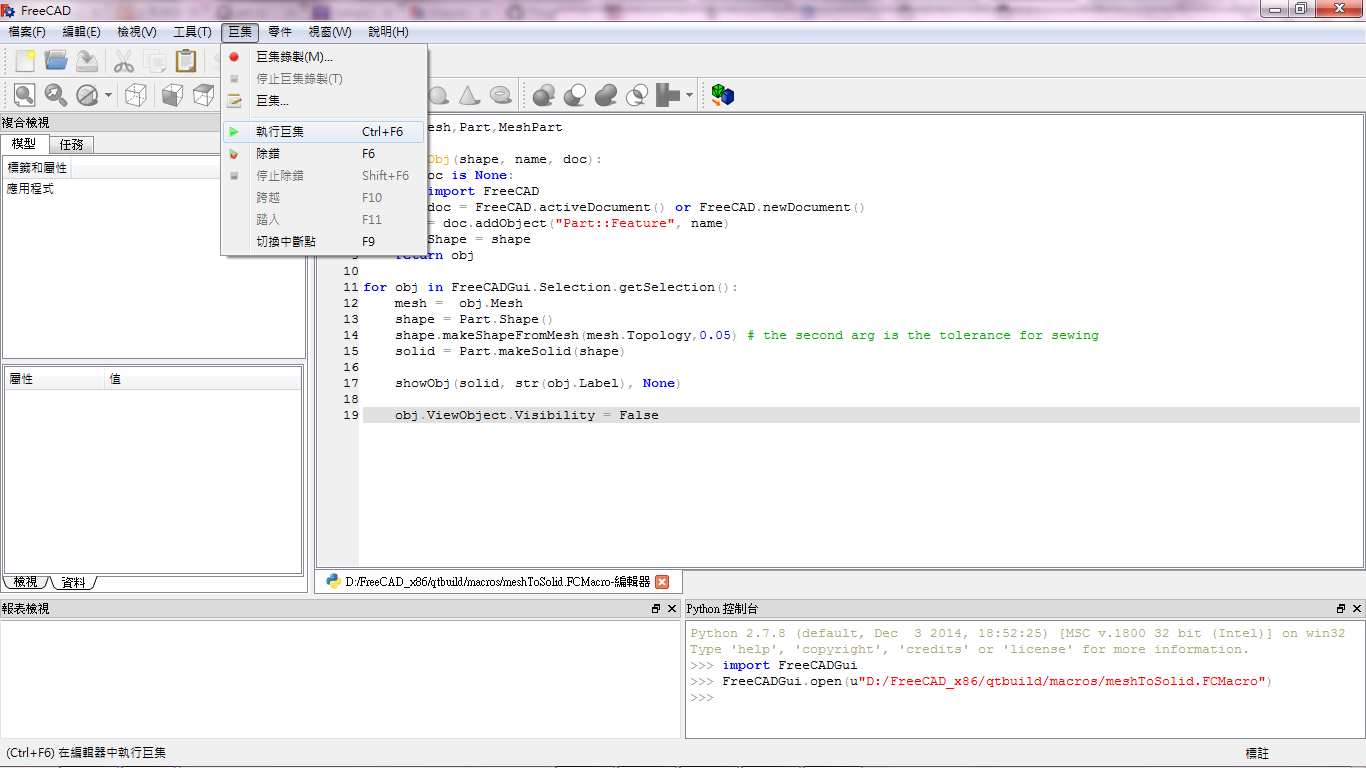 FreeCAD
檔案(F) 編輯(E) 檢視(V) 工具(T) 巨集 零件 視窗(W) 說明(H)
巨集錄製(M)...
停止巨集錄製(T)
巨集...
執行巨集 Ctrl+F6
除錯 F6
停止除錯 Shift+F6
跨越 F10
踏入 F11
切換中斷點 F9
複合檢視
模型 任務
標籤和屬性
應用程式
屬性 值
檢視 資料
esh,Part,MeshPart
Obj(shape, name, doc):
oc is None:
import FreeCAD
doc = FreeCAD.activeDocument() or FreeCAD.newDocument()
= doc.addObject("Part::Feature", name)
Shape = shape
9 return obj
10
11 for obj in FreeCADGui.Selection.getSelection():
12 mesh =  obj.Mesh
13 shape = Part.Shape()
14 shape.makeShapeFromMesh(mesh.Topology,0.05) # the second arg is the tolerance for sewing
15 solid = Part.makeSolid(shape)
16
17 showObj(solid, str(obj.Label), None)
18
19 obj.ViewObject.Visibility = False
D:/FreeCAD_x86/qtbuild/macros/meshToSolid.FCMacro-編輯器
報表檢視
Python 控制台
Python 2.7.8 (default, Dec  3 2014, 18:52:25) [MSC v.1800 32 bit (Intel)] on win32
Type 'help', 'copyright', 'credits' or 'license' for more information.
>>> import FreeCADGui
>>> FreeCADGui.open(u"D:/FreeCAD_x86/qtbuild/macros/meshToSolid.FCMacro")
>>>
(Ctrl+F6) 在編輯器中執行巨集 標註